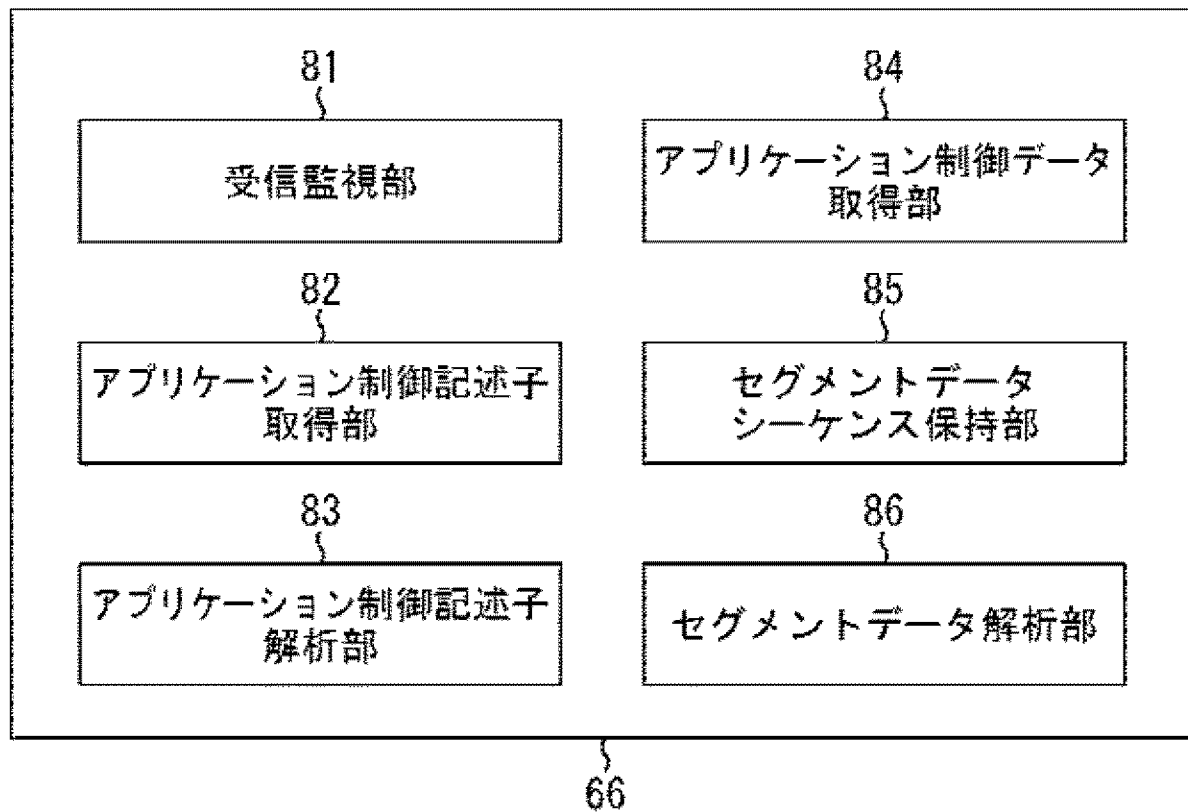 81
受信監視部
82
アプリケーション制御記述子
取得部
83
アプリケーション制御記述子
解析部
84
アプリケーション制御データ
取得部
85
セグメントデータ
シーケンス保持部
86
セグメントデータ解析部
66